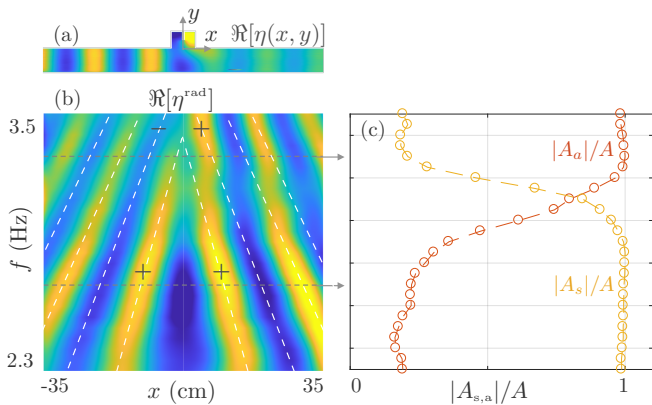 y
(a) x ℜ[η(x, y)]
(b) ℜ[η^rad] (c)
3.5
− +
|A_a|/A
f (Hz)
+ +
|A_s|/A
2.3
-35 x (cm) 35
0 |A_s,a|/A 1